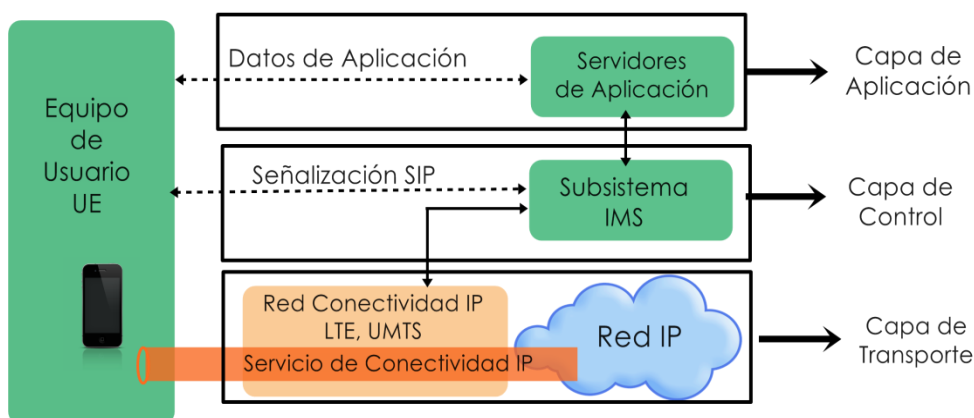 Equipo
de
Usuario
UE
Datos de Aplicación
Servidores
de Aplicación
Capa de
Aplicación
Señalización SIP
Subsistema
IMS
Capa de
Control
Red Conectividad IP
LTE, UMTS
Servicio de Conectividad IP
Red IP
Capa de
Transporte